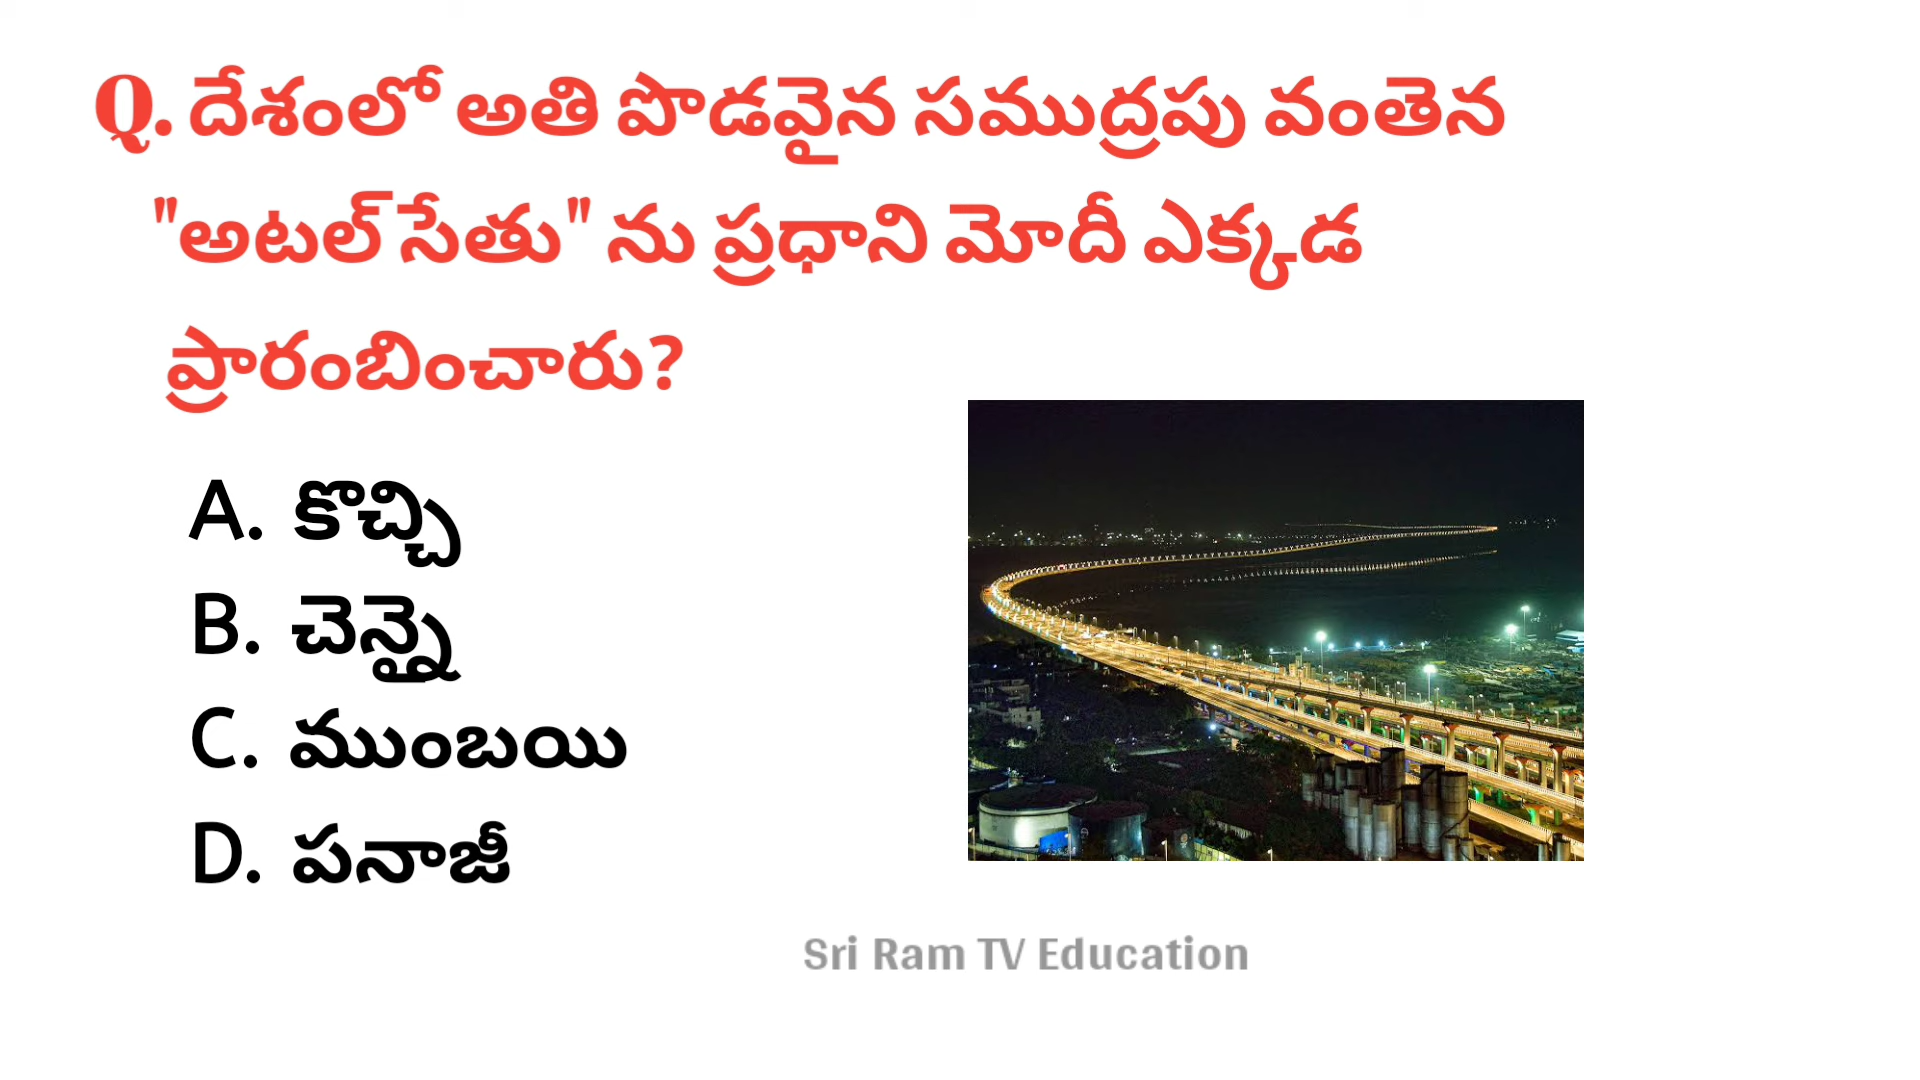 Q. దేశంలో అతి పొడవైన సముద్రపు వంతెన
"అటల్ సేతు" ను ప్రధాని మోదీ ఎక్కడ
ప్రారంబించారు?
A. కొచ్చి
B. చెన్నై
C. ముంబయి
D. పనాజీ
Sri Ram TV Education